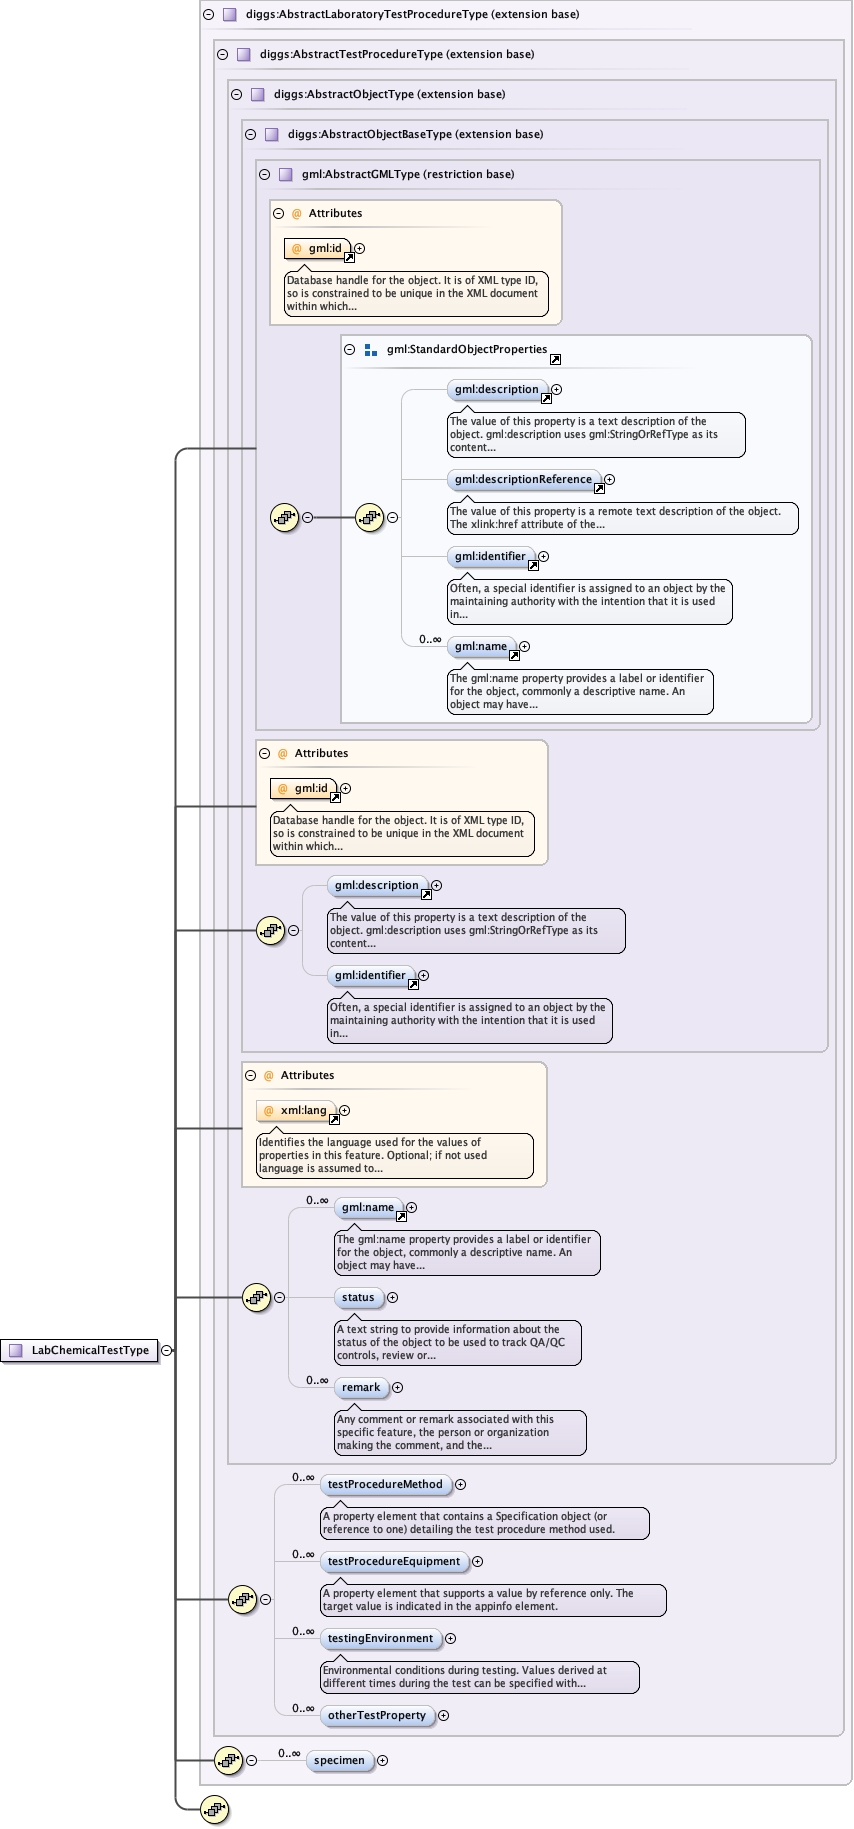 diggs:AbstractLaboratoryTestProcedureType (extension base)
diggs:AbstractTestProcedureType (extension base)
diggs:AbstractObjectType (extension base)
diggs:AbstractObjectBaseType (extension base)
gml:AbstractGMLType (restriction base)
@ Attributes
@ gml:id
Database handle for the object. It is of XML type ID,
so is constrained to be unique in the XML document
within which...
gml:StandardObjectProperties
gml:description
The value of this property is a text description of the
object. gml:description uses gml:StringOrRefType as its
content...
gml:descriptionReference
The value of this property is a remote text description of the object.
The xlink:href attribute of the...
gml:identifier
Often, a special identifier is assigned to an object by the
maintaining authority with the intention that it is used
in...
0..∞
gml:name
The gml:name property provides a label or identifier
for the object, commonly a descriptive name. An
object may have...
@ Attributes
@ gml:id
Database handle for the object. It is of XML type ID,
so is constrained to be unique in the XML document
within which...
gml:description
The value of this property is a text description of the
object. gml:description uses gml:StringOrRefType as its
content...
gml:identifier
Often, a special identifier is assigned to an object by the
maintaining authority with the intention that it is used
in...
@ Attributes
@ xml:lang
Identifies the language used for the values of
properties in this feature. Optional; if not used
language is assumed to...
0..∞
gml:name
The gml:name property provides a label or identifier
for the object, commonly a descriptive name. An
object may have...
status
A text string to provide information about the
status of the object to be used to track QA/QC
controls, review or...
LabChemicalTestType
0..∞
remark
Any comment or remark associated with this
specific feature, the person or organization
making the comment, and the...
0..∞
testProcedureMethod
A property element that contains a Specification object (or
reference to one) detailing the test procedure method used.
0..∞
testProcedureEquipment
A property element that supports a value by reference only. The
target value is indicated in the appinfo element.
0..∞
testingEnvironment
Environmental conditions during testing. Values derived at
different times during the test can be specified with...
0..∞
otherTestProperty
0..∞
specimen